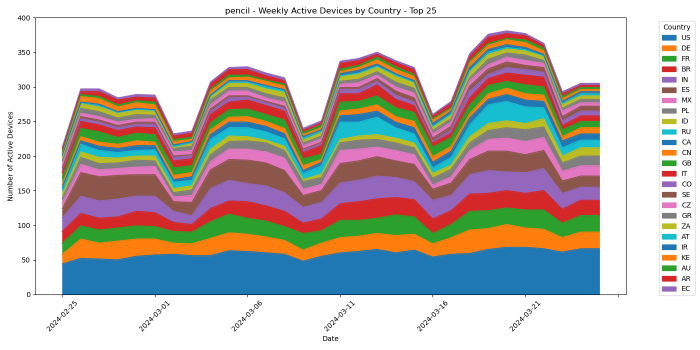 pencil - Weekly Active Devices by Country - Top 25
Number of Active Devices
400
350
300
250
200
150
100
50
0
2024-02-25
2024-03-01
2024-03-06
2024-03-11
2024-03-16
2024-03-21
Date
Country
US
DE
FR
BR
IN
ES
MX
PL
ID
RU
CA
CN
GB
IT
CO
SE
CZ
GR
ZA
AT
IR
KE
AU
AR
EC